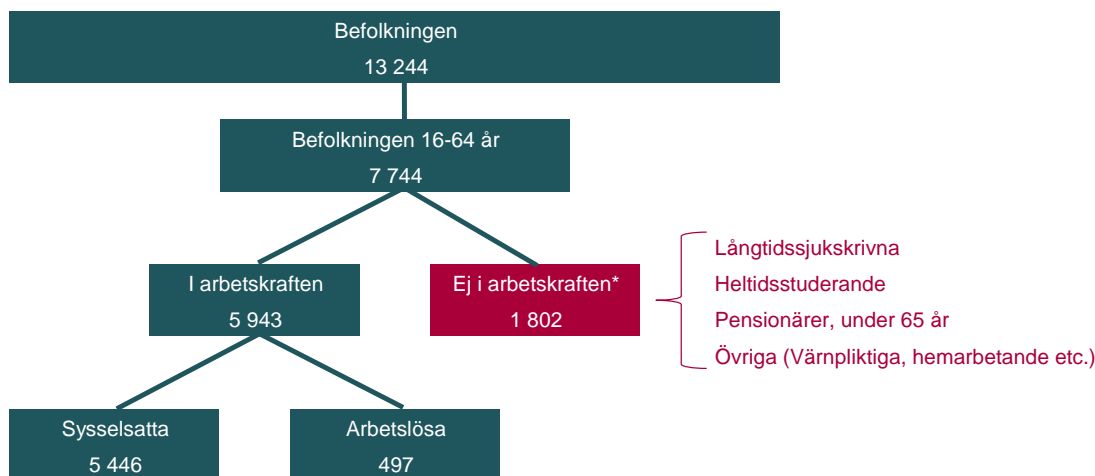 Befolkningen
13 244
Befolkningen 16-64 år
7 744
I arbetskraften
5 943
Ej i arbetskraften*
1 802
Långtidssjukskrivna
Heltidsstuderande
Pensionärer, under 65 år
Övriga (Värnpliktiga, hemarbetande etc.)
Sysselsatta
5 446
Arbetslösa
497